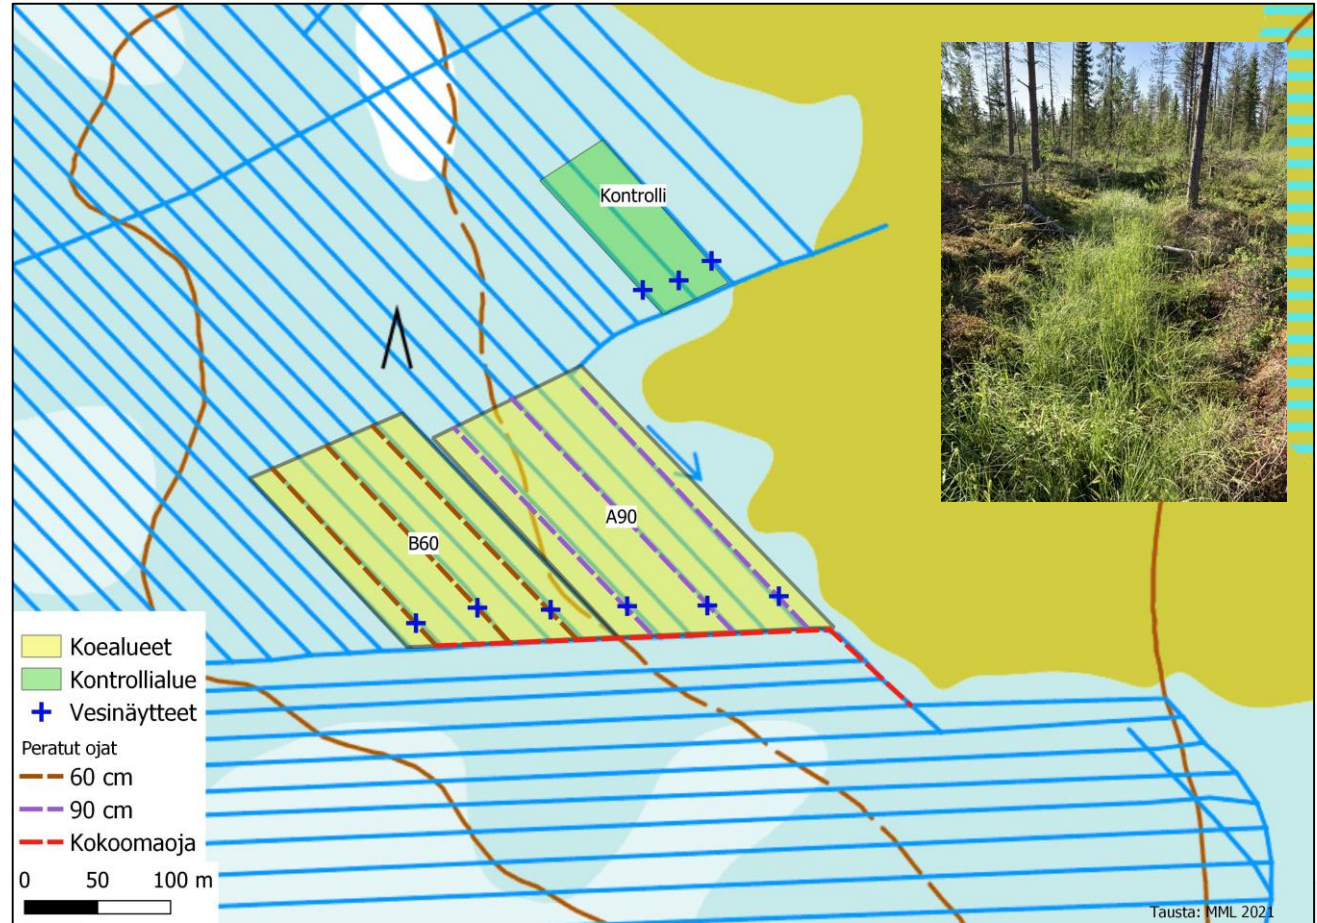 Kontrolli
A90
B60
Koealueet
Kontrollialue
Vesinäytteet
Peratut ojat
60 cm
90 cm
Kokoomaoja
0 50 100 m
Tausta: MML 2021